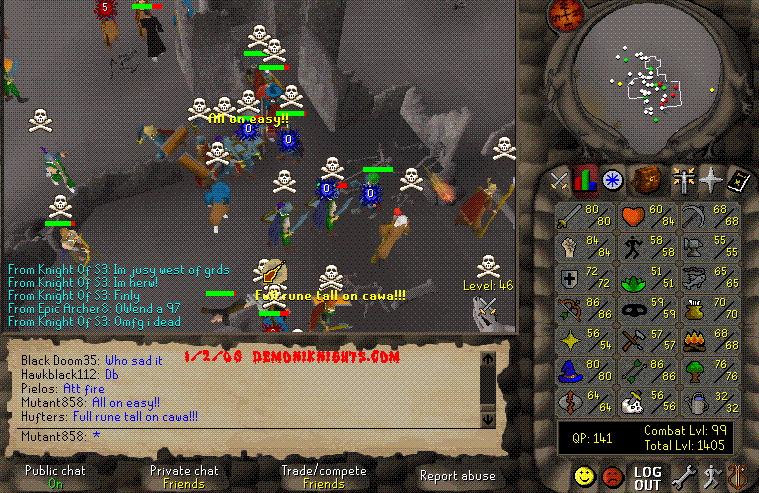 5
All on easy!!
0
0
0
0
From Knight Of S3: Im jusy west of grds
From Knight Of S3: Im herw!
From Knight Of S3: Finly
From Epic Archer8: OWend a 97
From Knight Of S3: Omfg i dead
Full rune tall on cawa!!!
Level: 46
1/2/08 DEMONIKNIGHTS.COM
Black Doom35: Who sad it
Hawkblack112: Db
Pielos: Att fire
Mutant858: All on easy!!
Hufters: Full rune tall on cawa!!!
Mutant858: *
Public chat
On
Private chat
Friends
Trade/compete
Friends
Report abuse
80/80 60/84 68/68
84/84 58/58 55/55
72/72 51/51 65/65
86/86 59/59 70/70
56/54 57/57 68/68
80/80 86/86 76/76
64/64 56/56 32/32
QP: 141
Combat Lvl: 99
Total Lvl: 1405
LOG
OUT